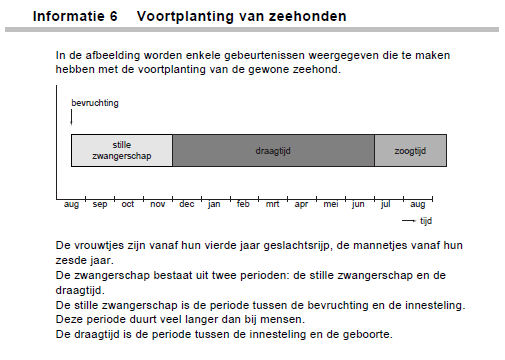 Informatie 6 Voortplanting van zeehonden
In de afbeelding worden enkele gebeurtenissen weergegeven die te maken
hebben met de voortplanting van de gewone zeehond.
bevruchting
stille
zwangerschap
draagtijd
zoogtijd
aug sep oct nov dec jan feb mrt apr mei jun jul aug
tijd
De vrouwtjes zijn vanaf hun vierde jaar geslachtsrijp, de mannetjes vanaf hun
zesde jaar.
De zwangerschap bestaat uit twee perioden: de stille zwangerschap en de
draagtijd.
De stille zwangerschap is de periode tussen de bevruchting en de innesteling.
Deze periode duurt veel langer dan bij mensen.
De draagtijd is de periode tussen de innesteling en de geboorte.